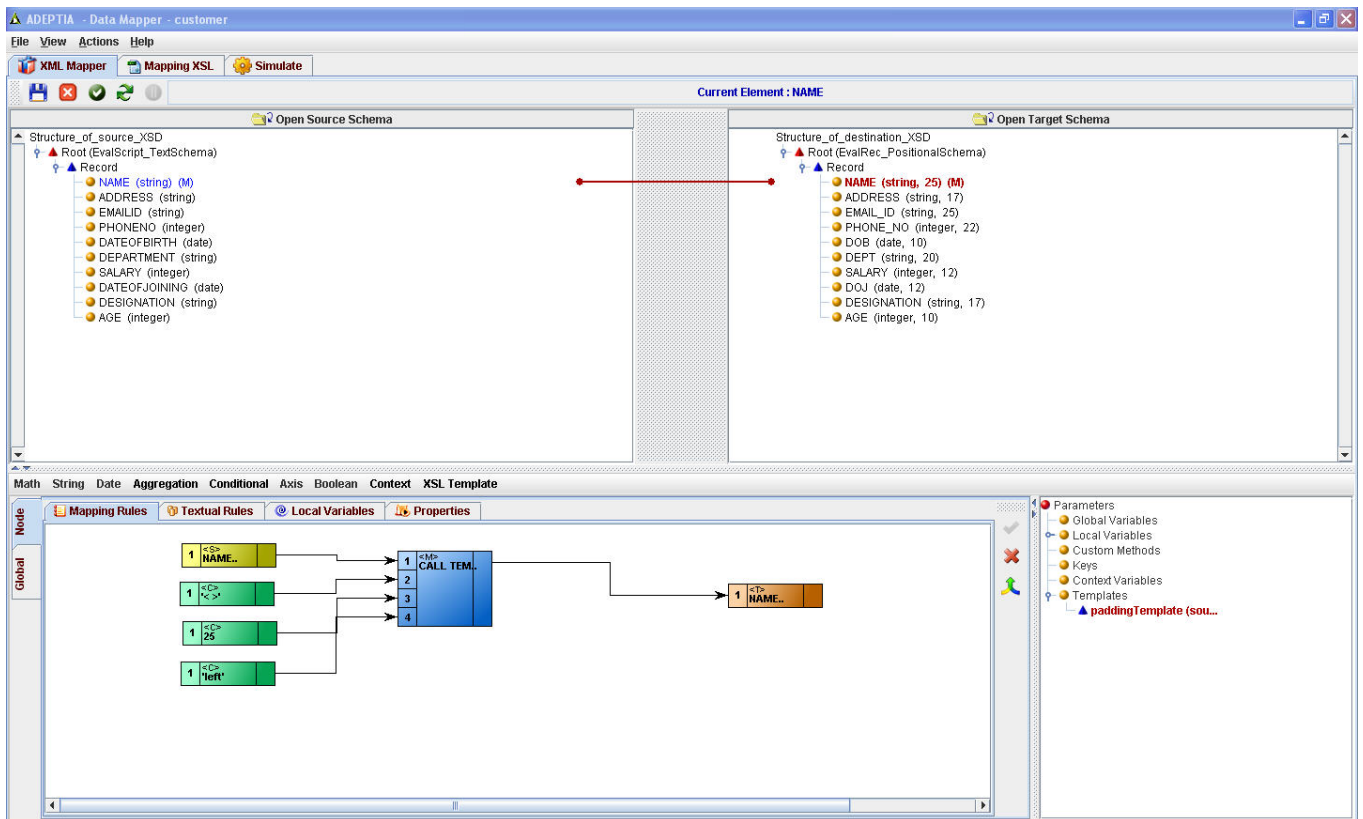 ADEPTIA - Data Mapper - customer
File View Actions Help
XML Mapper Mapping XSL Simulate
Current Element : NAME
Open Source Schema
Structure_of_source_XSD
Root (EvalScript_TextSchema)
Record
NAME (string) (M)
ADDRESS (string)
EMAILID (string)
PHONENO (integer)
DATEOFBIRTH (date)
DEPARTMENT (string)
SALARY (integer)
DATEOFJOINING (date)
DESIGNATION (string)
AGE (integer)
Open Target Schema
Structure_of_destination_XSD
Root (EvalRec_PositionalSchema)
Record
NAME (string, 25) (M)
ADDRESS (string, 17)
EMAIL_ID (string, 25)
PHONE_NO (integer, 22)
DOB (date, 10)
DEPT (string, 20)
SALARY (integer, 12)
DOJ (date, 12)
DESIGNATION (string, 17)
AGE (integer, 10)
Math String Date Aggregation Conditional Axis Boolean Context XSL Template
Node
Global
Mapping Rules Textual Rules Local Variables Properties
1 <S> NAME..
1 <C> '< >'
1 <C> 25
1 <C> 'left'
1 <M> CALL TEM..
2
3
4
1 <T> NAME..
Parameters
Global Variables
Local Variables
Custom Methods
Keys
Context Variables
Templates
paddingTemplate (sou...